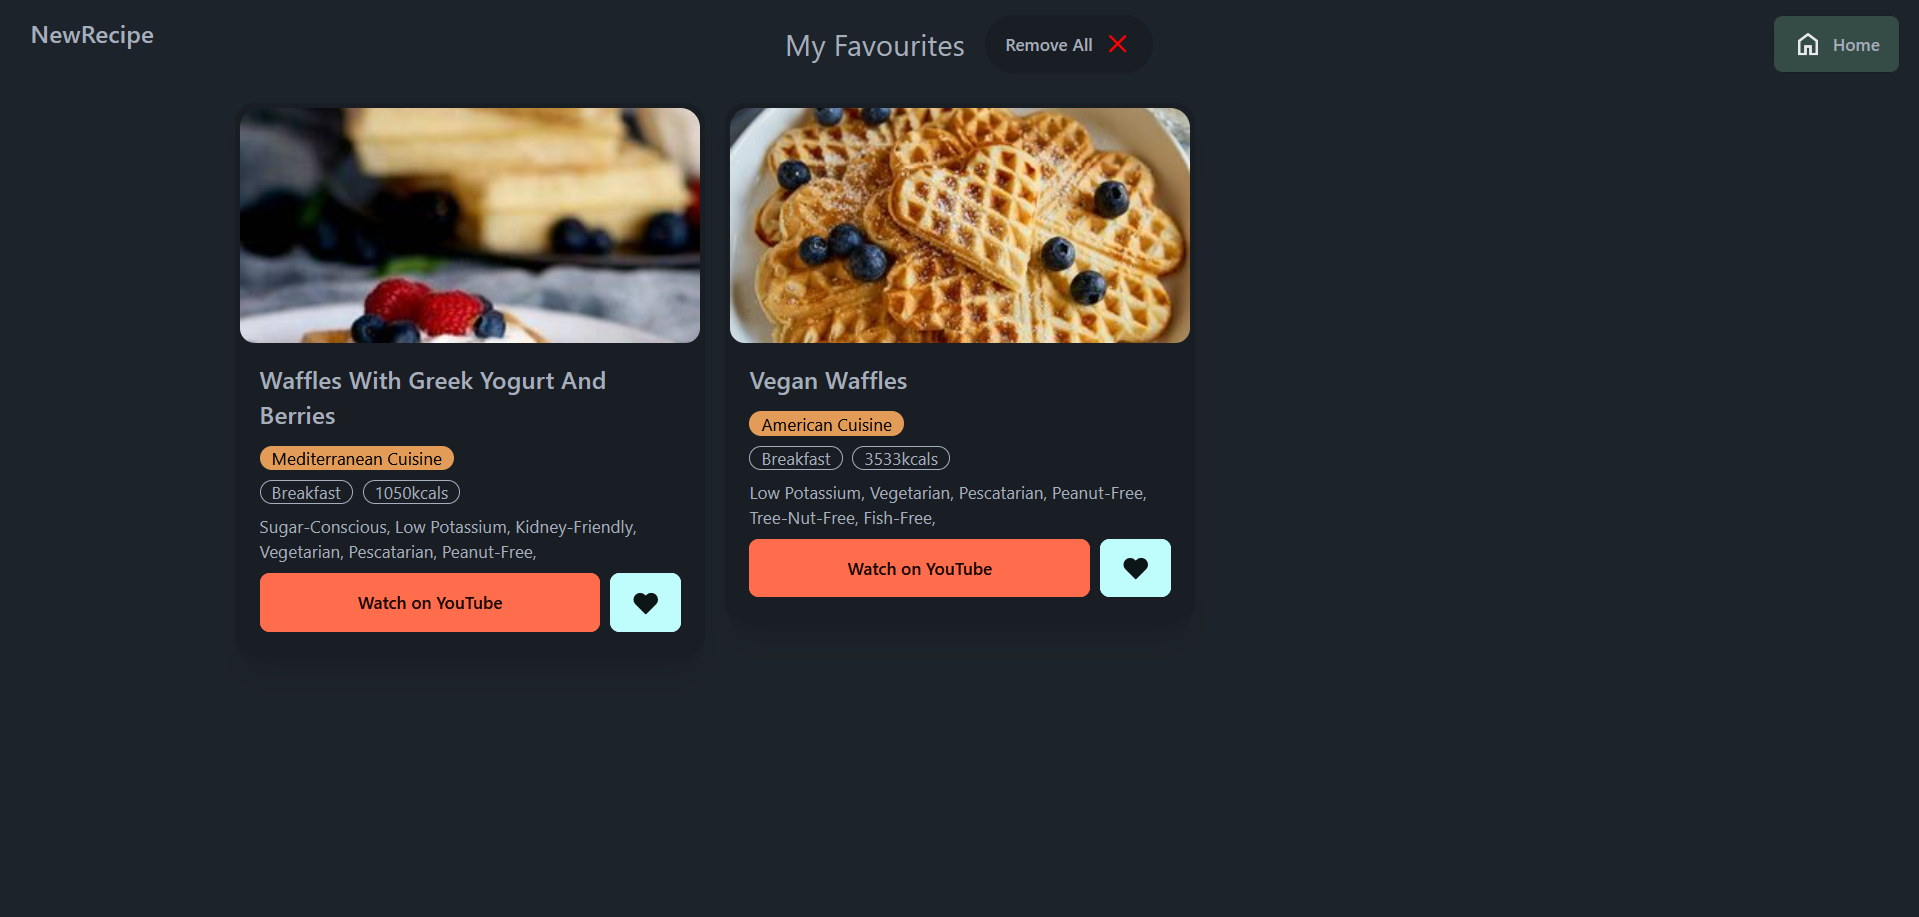 NewRecipe
My Favourites
Remove All
Home
Waffles With Greek Yogurt And
Berries
Mediterranean Cuisine
Breakfast 1050kcals
Sugar-Conscious, Low Potassium, Kidney-Friendly,
Vegetarian, Pescatarian, Peanut-Free,
Watch on YouTube
Vegan Waffles
American Cuisine
Breakfast 3533kcals
Low Potassium, Vegetarian, Pescatarian, Peanut-Free,
Tree-Nut-Free, Fish-Free,
Watch on YouTube